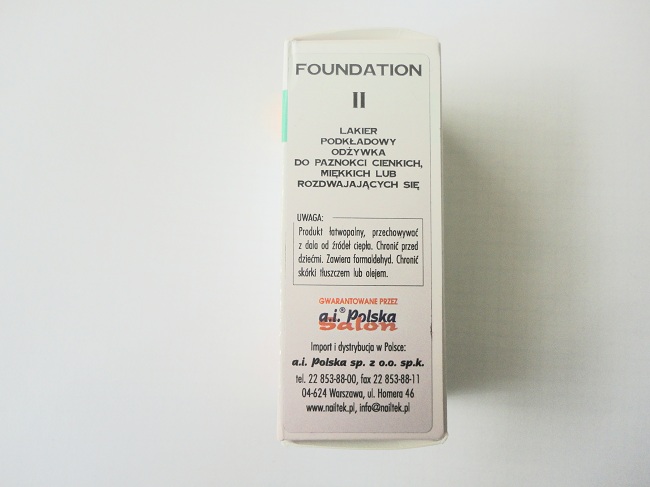 FOUNDATION
II
LAKIER
PODKŁADOWY
ODŻYWKA
DO PAZNOKCI CIENKICH,
MIĘKKICH LUB
ROZDWAJAJĄCYCH SIĘ
UWAGA:
Produkt łatwopalny, przechowywać
z dala od źródeł ciepła. Chronić przed
dziećmi. Zawiera formaldehyd. Chronić
skórki tłuszczem lub olejem.
GWARANTOWANE PRZEZ
a.i.® Polska
Salon
Import i dystrybucja w Polsce:
a.i. Polska sp. z o.o. sp.k.
tel. 22 853-88-00, fax 22 853-88-11
04-624 Warszawa, ul. Homera 46
www.nailtek.pl, info@nailtek.pl